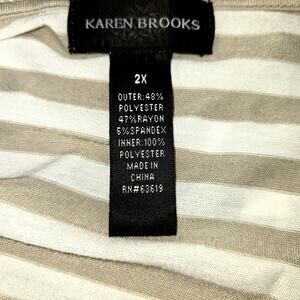 KAREN BROOKS
2X
OUTER:48%
POLYESTER
47%RAYON
5%SPANDEX
INNER:100%
POLYESTER
MADE IN
CHINA
RN#63619